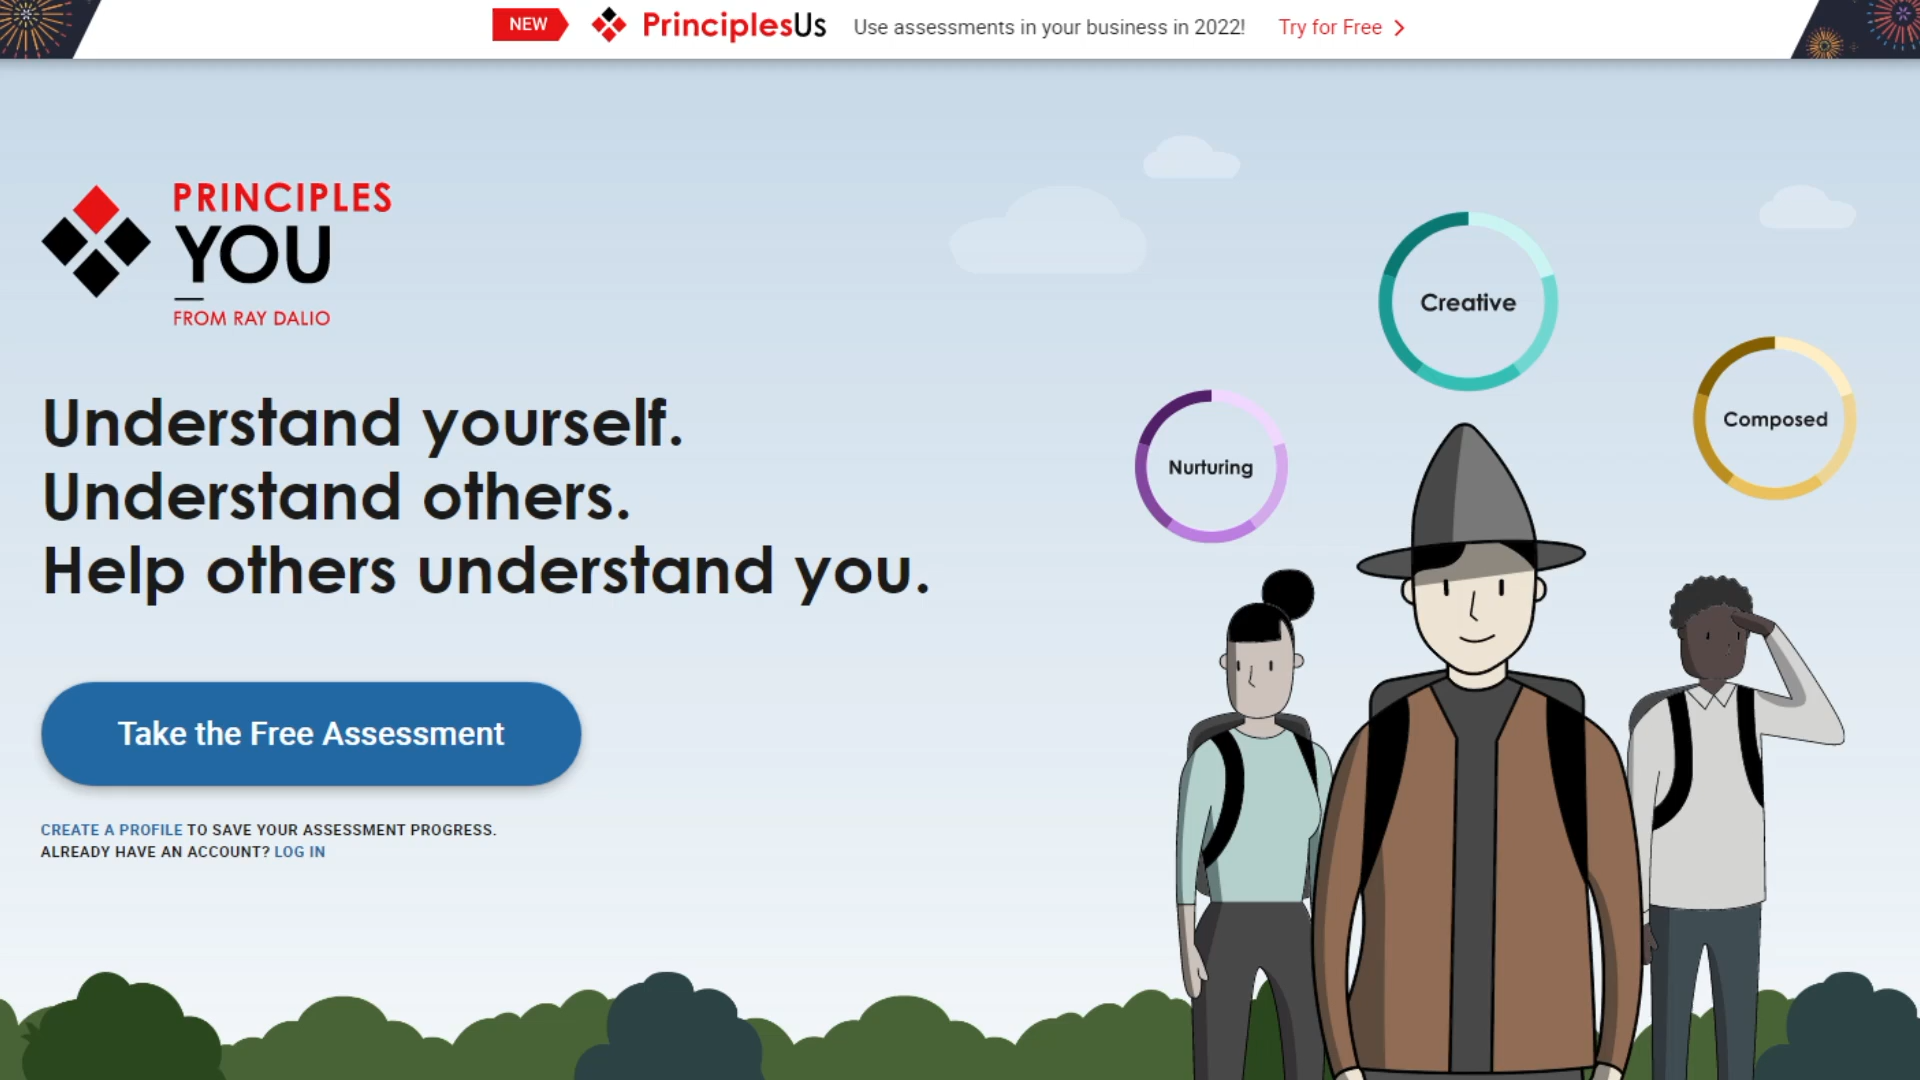 NEW
PrinciplesUs
Use assessments in your business in 2022!
Try for Free
PRINCIPLES
YOU
FROM RAY DALIO
Understand yourself.
Understand others.
Help others understand you.
Take the Free Assessment
CREATE A PROFILE TO SAVE YOUR ASSESSMENT PROGRESS.
ALREADY HAVE AN ACCOUNT? LOG IN
Nurturing
Creative
Composed